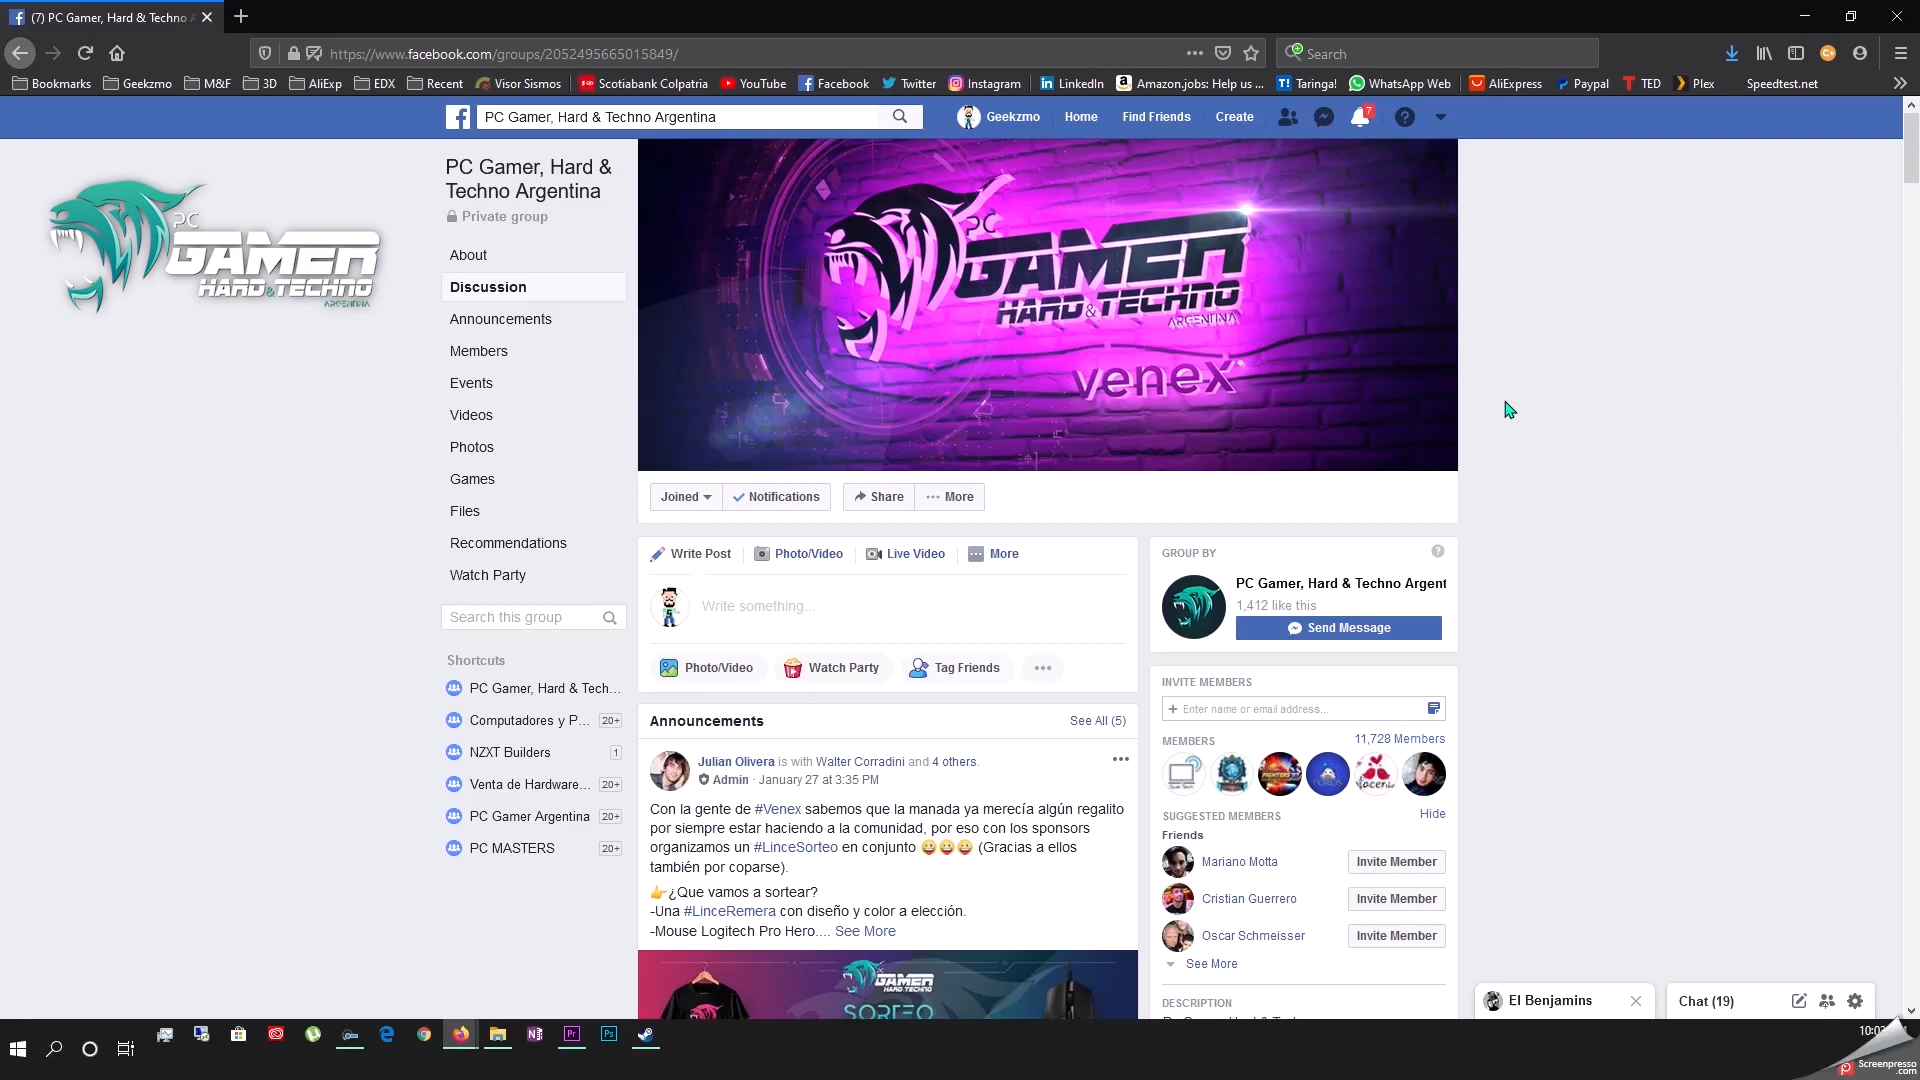 (7) PC Gamer, Hard & Techno A
https://www.facebook.com/groups/2052495665015849/
Search
Bookmarks
Geekzmo
M&F
3D
AliExp
EDX
Recent
Visor Sismos
Scotiabank Colpatria
YouTube
Facebook
Twitter
Instagram
LinkedIn
Amazon.jobs: Help us ...
Taringa!
WhatsApp Web
AliExpress
Paypal
TED
Plex
Speedtest.net
PC Gamer, Hard & Techno Argentina
Geekzmo
Home
Find Friends
Create
7
PC
GAMER
HARD & TECHNO
ARGENTINA
PC Gamer, Hard &
Techno Argentina
Private group
About
Discussion
Announcements
Members
Events
Videos
Photos
Games
Files
Recommendations
Watch Party
Search this group
Shortcuts
PC Gamer, Hard & Tech...
Computadores y P... 20+
NZXT Builders 1
Venta de Hardware... 20+
PC Gamer Argentina 20+
PC MASTERS 20+
PC
GAMER
HARD & TECHNO
ARGENTINA
venex
Joined
Notifications
Share
More
Write Post
Photo/Video
Live Video
More
Write something...
Photo/Video
Watch Party
Tag Friends
Announcements
See All (5)
Julian Olivera is with Walter Corradini and 4 others.
Admin · January 27 at 3:35 PM
Con la gente de #Venex sabemos que la manada ya merecía algún regalito
por siempre estar haciendo a la comunidad, por eso con los sponsors
organizamos un #LinceSorteo en conjunto 😀😀😀 (Gracias a ellos
también por coparse).
👉¿Que vamos a sortear?
-Una #LinceRemera con diseño y color a elección.
-Mouse Logitech Pro Hero.... See More
GAMER
HARD & TECHNO
SORTEO
GROUP BY
PC Gamer, Hard & Techno Argent
1,412 like this
Send Message
INVITE MEMBERS
+ Enter name or email address...
MEMBERS
11,728 Members
SUGGESTED MEMBERS
Hide
Friends
Mariano Motta
Invite Member
Cristian Guerrero
Invite Member
Oscar Schmeisser
Invite Member
See More
DESCRIPTION
El Benjamins
Chat (19)
Screenpresso
.com